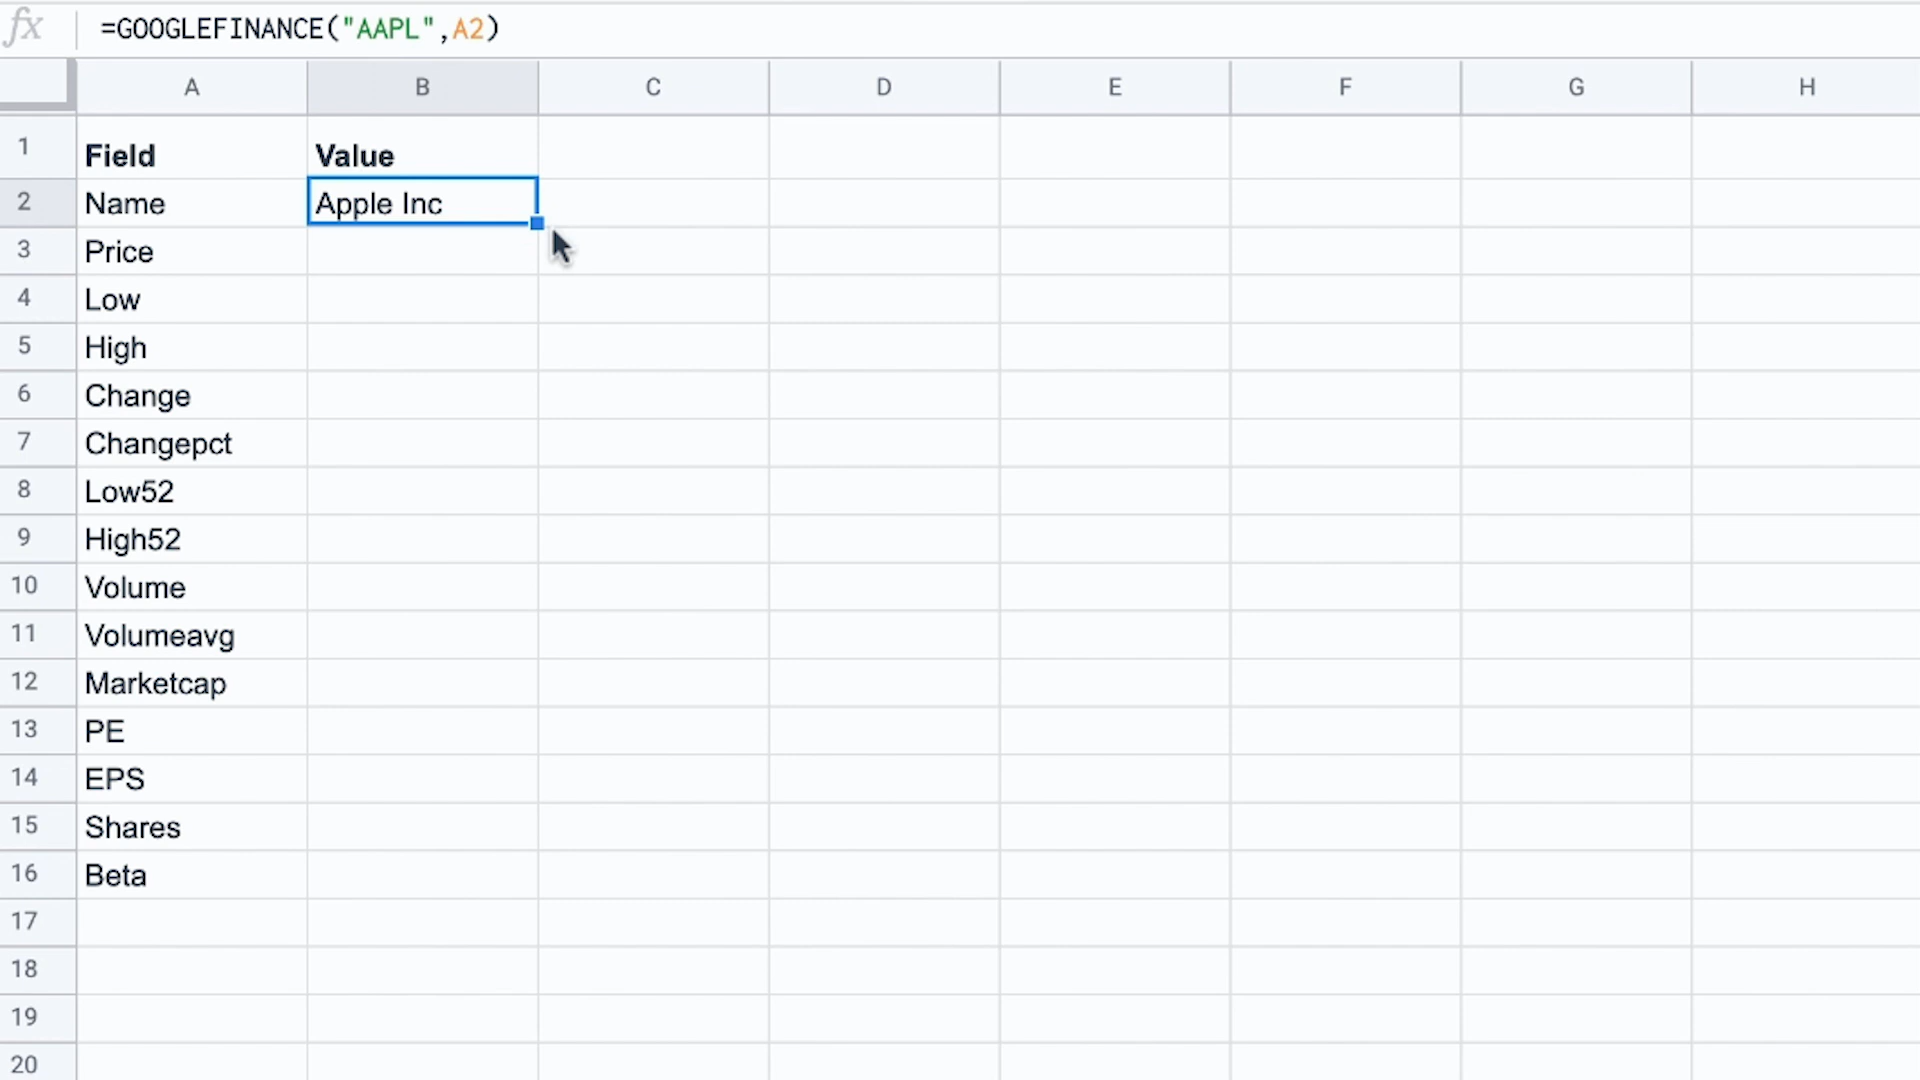 fx =GOOGLEFINANCE("AAPL",A2)
A B C D E F G H
1 Field Value
2 Name Apple Inc
3 Price
4 Low
5 High
6 Change
7 Changepct
8 Low52
9 High52
10 Volume
11 Volumeavg
12 Marketcap
13 PE
14 EPS
15 Shares
16 Beta
17
18
19
20